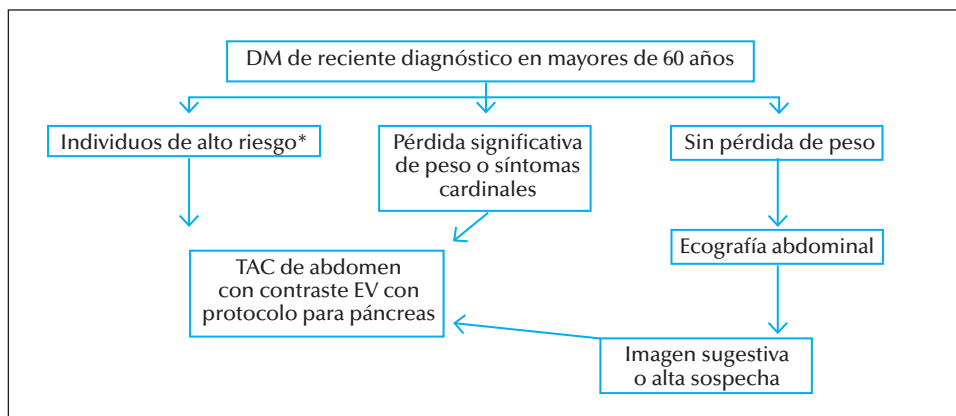 DM de reciente diagnóstico en mayores de 60 años
Individuos de alto riesgo*
Pérdida significativa
de peso o síntomas
cardinales
Sin pérdida de peso
Ecografía abdominal
TAC de abdomen
con contraste EV con
protocolo para páncreas
Imagen sugestiva
o alta sospecha